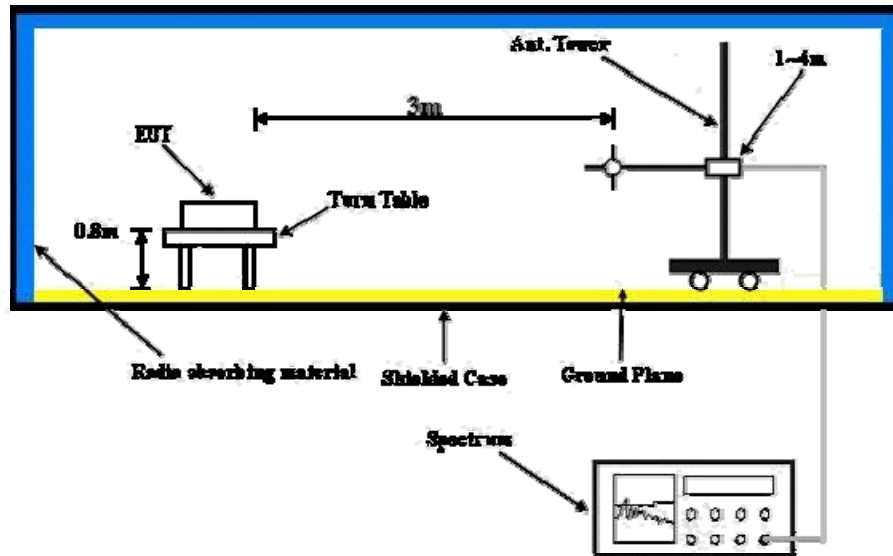 Ant. Tower
1~4m
3m
EUT
Turn Table
0.8m
Radio absorbing material
Shielded Case
Ground Plane
Spectrum